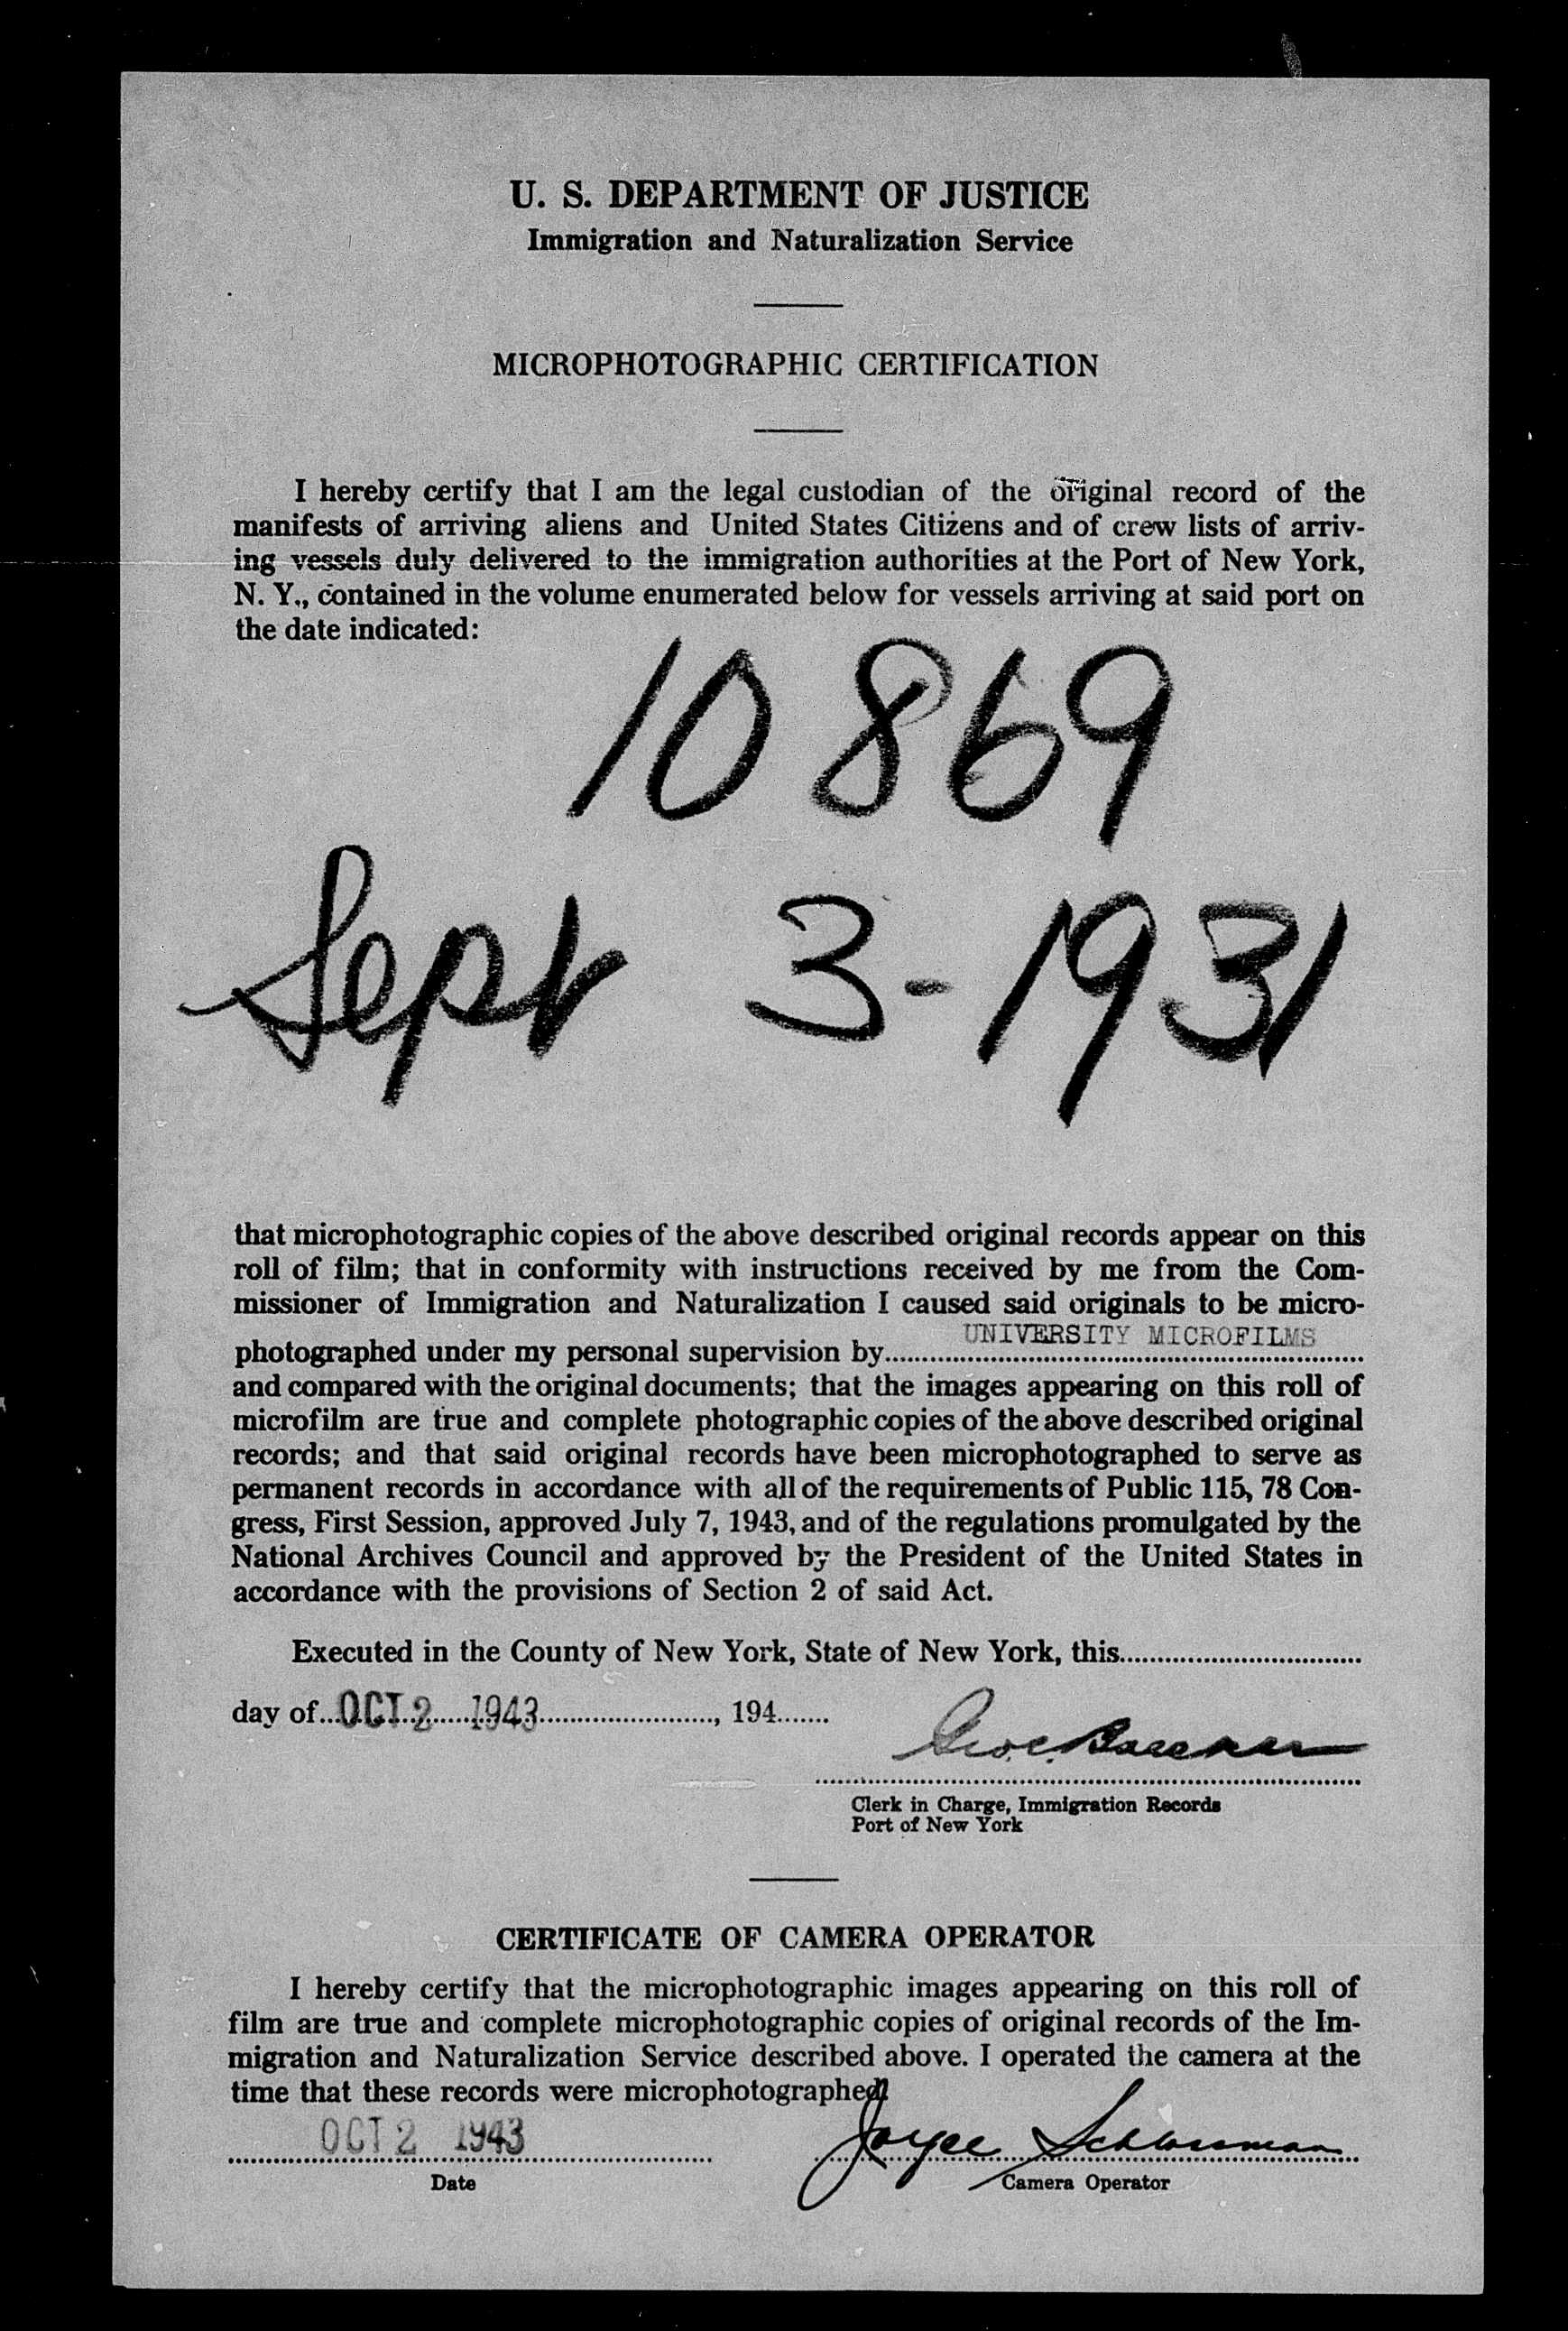 U. S. DEPARTMENT OF JUSTICE
Immigration and Naturalization Service
MICROPHOTOGRAPHIC CERTIFICATION
I hereby certify that I am the legal custodian of the original record of the
manifests of arriving aliens and United States Citizens and of crew lists of arriv-
ing vessels duly delivered to the immigration authorities at the Port of New York,
N. Y., contained in the volume enumerated below for vessels arriving at said port on
the date indicated:
10869
Sept 3-1931
that microphotographic copies of the above described original records appear on this
roll of film; that in conformity with instructions received by me from the Com-
missioner of Immigration and Naturalization I caused said originals to be micro-
UNIVERSITY MICROFILMS
photographed under my personal supervision by
and compared with the original documents; that the images appearing on this roll of
microfilm are true and complete photographic copies of the above described original
records; and that said original records have been microphotographed to serve as
permanent records in accordance with all of the requirements of Public 115, 78 Con-
gress, First Session, approved July 7, 1943, and of the regulations promulgated by the
National Archives Council and approved by the President of the United States in
accordance with the provisions of Section 2 of said Act.
Executed in the County of New York, State of New York, this
day of OCT 2 1943, 194
Geo. C.
Clerk in Charge, Immigration Records
Port of New York
CERTIFICATE OF CAMERA OPERATOR
I hereby certify that the microphotographic images appearing on this roll of
film are true and complete microphotographic copies of original records of the Im-
migration and Naturalization Service described above. I operated the camera at the
time that these records were microphotographed.
OCT 2 1943 Joyce Schlossman
Date Camera Operator